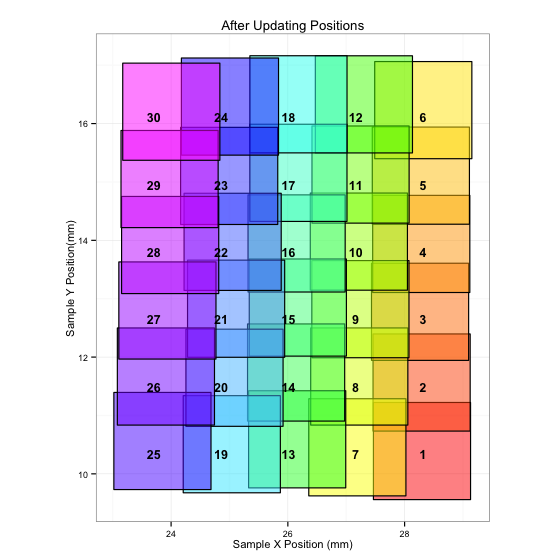 After Updating Positions
16
14
12
10
30 24 18 12 6
29 23 17 11 5
28 22 16 10 4
27 21 15 9 3
26 20 14 8 2
25 19 13 7 1
24 26 28
Sample X Position (mm)
Sample Y Position(mm)